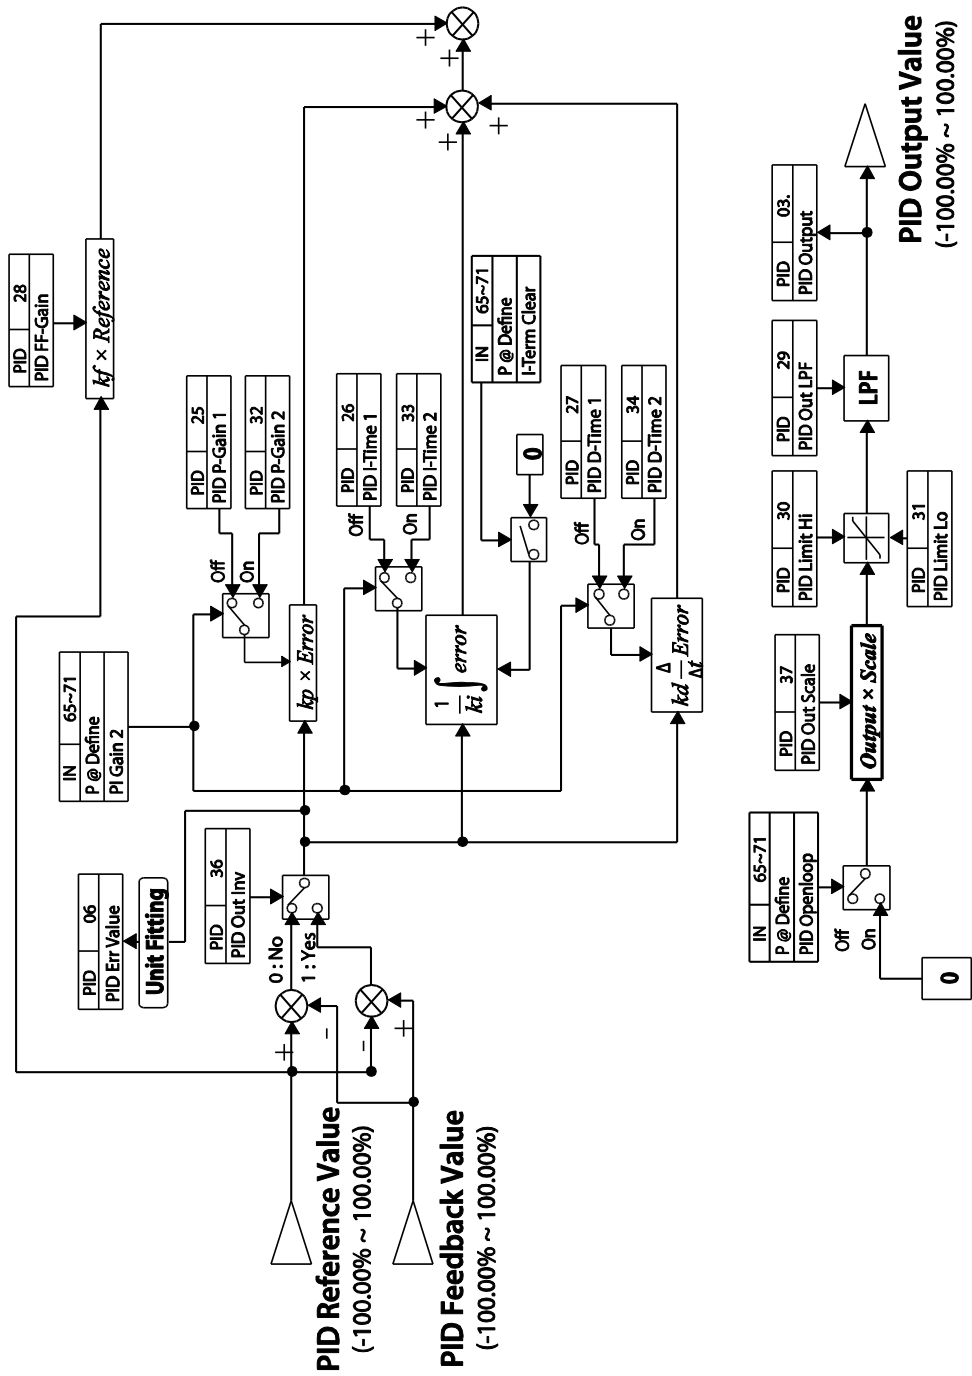 PID Reference Value
(-100.00% ~ 100.00%)
PID Feedback Value
(-100.00% ~ 100.00%)
+
-
-
+
0 : No
1 : Yes
PID 06
PID Err Value
Unit Fitting
PID 36
PID Out Inv
IN 65~71
P @ Define
PI Gain 2
PID 28
PID FF-Gain
kf × Reference
PID 25
PID P-Gain 1
PID 32
PID P-Gain 2
Off
On
kp × Error
PID 26
PID I-Time 1
PID 33
PID I-Time 2
Off
On
1
ki
∫ error
IN 65~71
P @ Define
I-Term Clear
0
PID 27
PID D-Time 1
PID 34
PID D-Time 2
Off
On
kd Δ/Δt Error
+
+
+
+
+
IN 65~71
P @ Define
PID Openloop
Off
On
0
PID 37
PID Out Scale
Output × Scale
PID 30
PID Limit Hi
PID 31
PID Limit Lo
PID 29
PID Out LPF
LPF
PID 03.
PID Output
PID Output Value
(-100.00% ~ 100.00%)